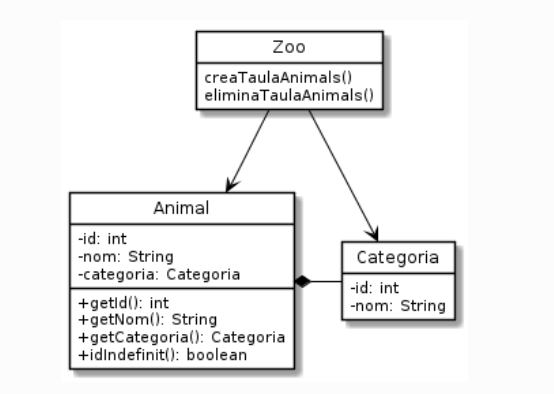 Zoo
creaTaulaAnimals()
eliminaTaulaAnimals()
Animal
-id: int
-nom: String
-categoria: Categoria
+getId(): int
+getNom(): String
+getCategoria(): Categoria
+idIndefinit(): boolean
Categoria
-id: int
-nom: String